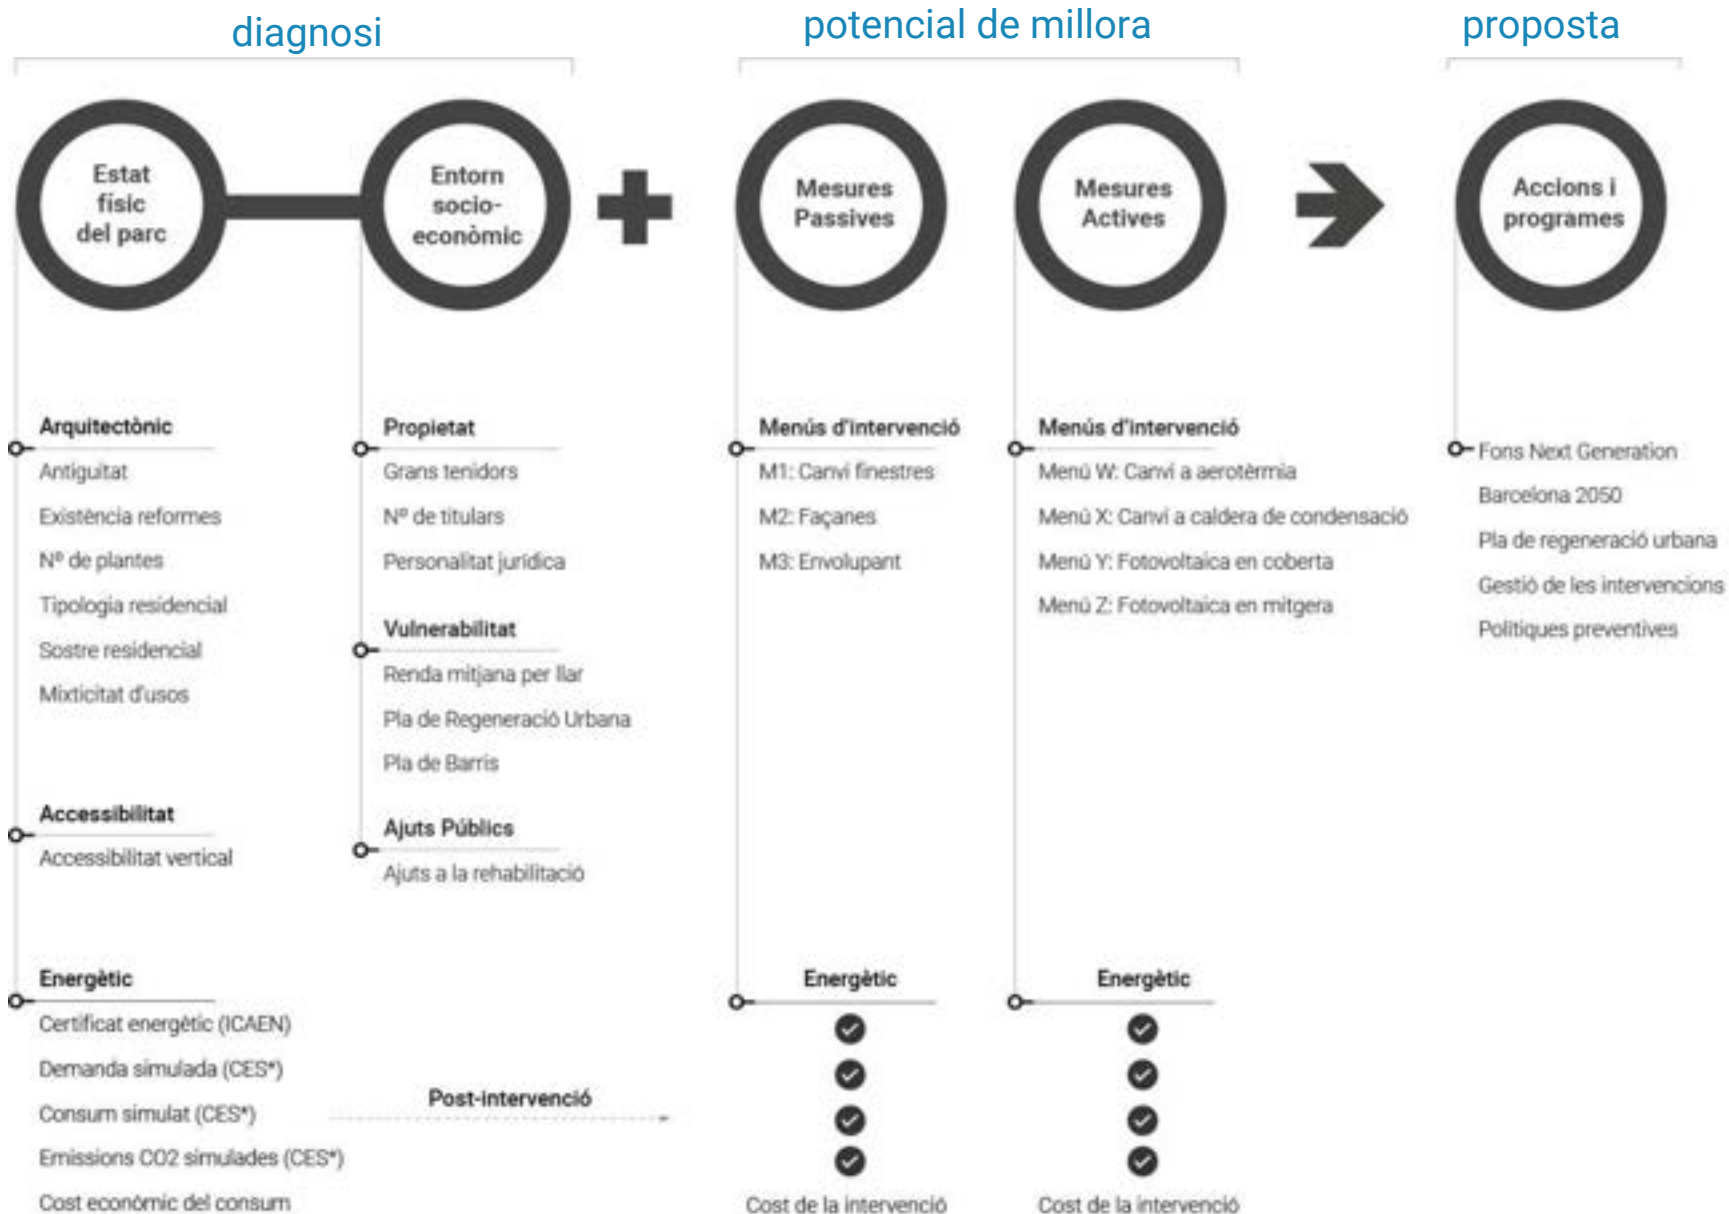 diagnosi
potencial de millora
proposta
Estat
físic
del parc
Entorn
socio-
econòmic
Mesures
Passives
Mesures
Actives
Accions i
programes
Arquitectònic
Antiguitat
Existència reformes
Nº de plantes
Tipologia residencial
Sostre residencial
Mixticitat d'usos
Accessibilitat
Accessibilitat vertical
Energètic
Certificat energètic (ICAEN)
Demanda simulada (CES*)
Consum simulat (CES*)
Emissions CO2 simulades (CES*)
Cost econòmic del consum
Propietat
Grans tenidors
Nº de titulars
Personalitat jurídica
Vulnerabilitat
Renda mitjana per llar
Pla de Regeneració Urbana
Pla de Barris
Ajuts Públics
Ajuts a la rehabilitació
Post-intervenció
Menús d'intervenció
M1: Canvi finestres
M2: Façanes
M3: Envolupant
Energètic
Cost de la intervenció
Menús d'intervenció
Menú W: Canvi a aerotèrmia
Menú X: Canvi a caldera de condensació
Menú Y: Fotovoltaica en coberta
Menú Z: Fotovoltaica en mitgera
Energètic
Cost de la intervenció
Fons Next Generation
Barcelona 2050
Pla de regeneració urbana
Gestió de les intervencions
Polítiques preventives